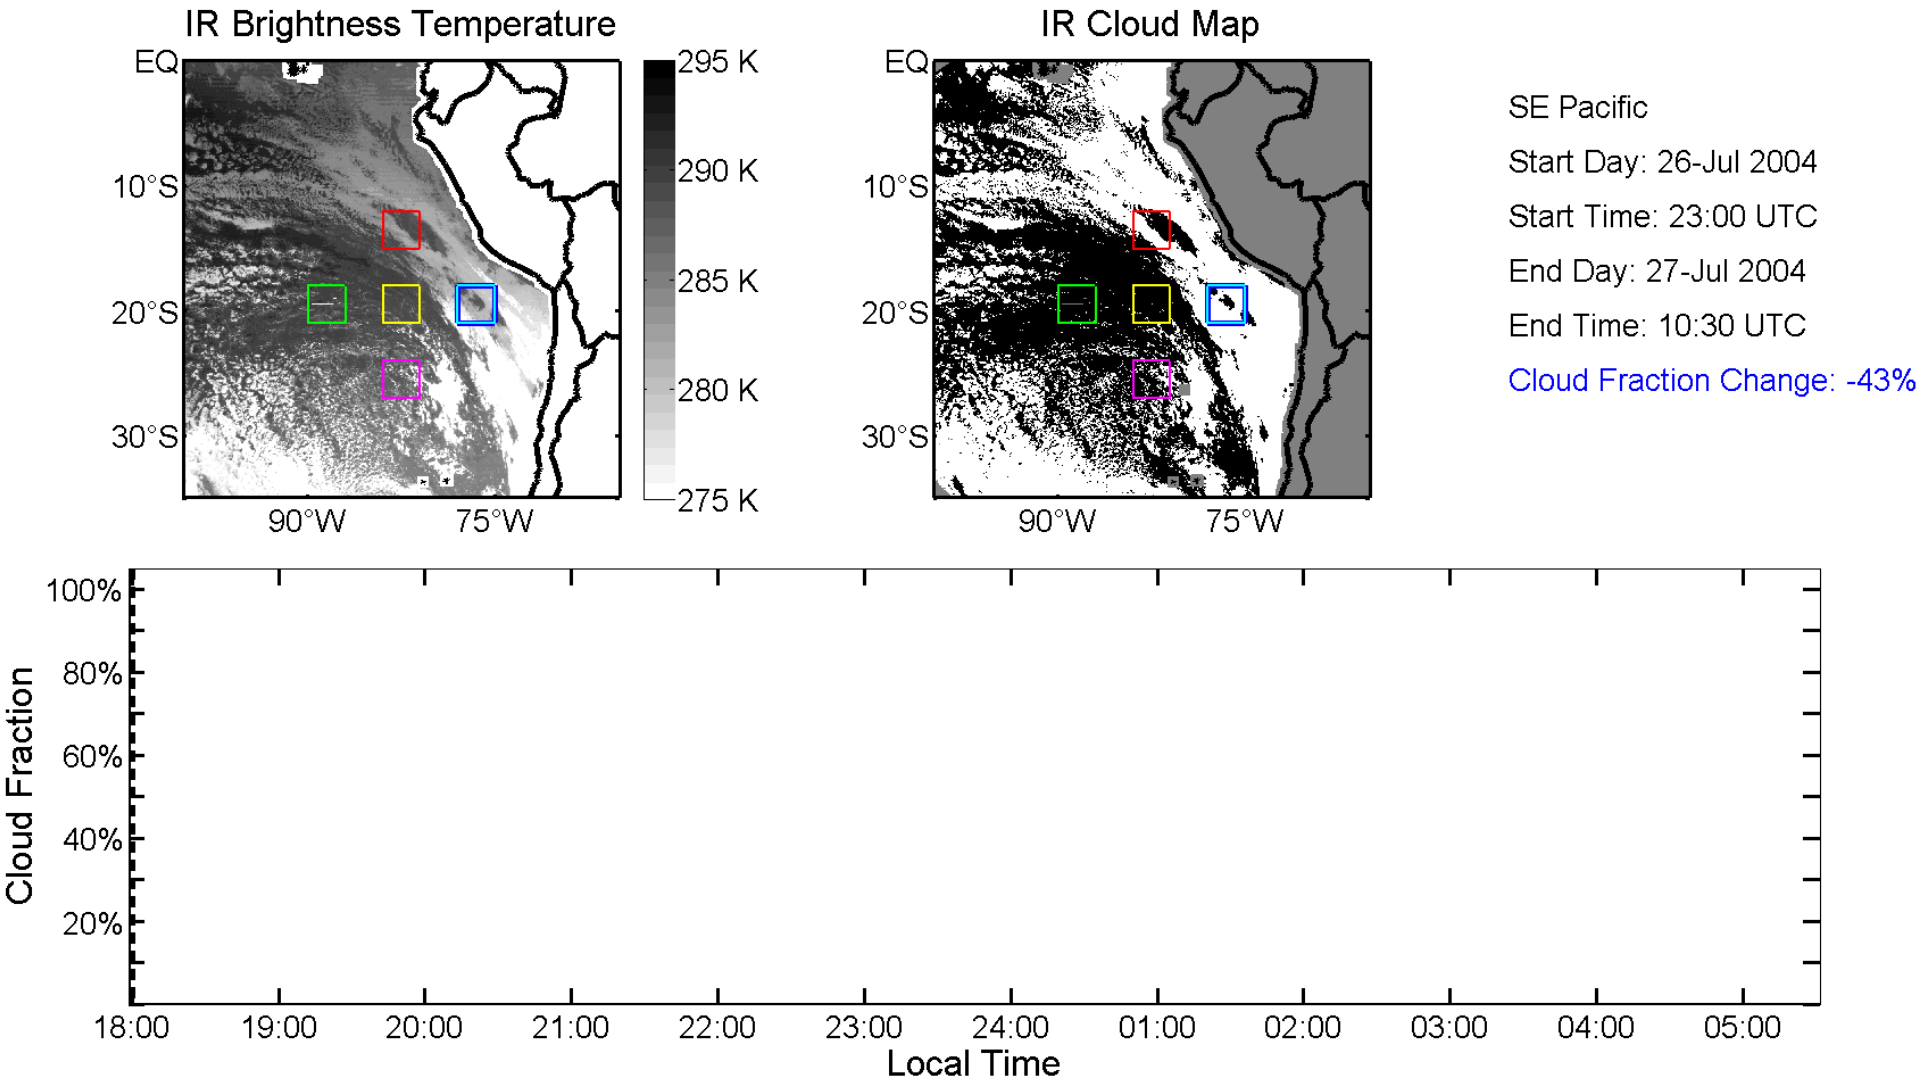 IR Brightness Temperature
EQ
10°S
20°S
30°S
90°W 75°W
295 K
290 K
285 K
280 K
275 K
IR Cloud Map
EQ
10°S
20°S
30°S
90°W 75°W
SE Pacific
Start Day: 26-Jul 2004
Start Time: 23:00 UTC
End Day: 27-Jul 2004
End Time: 10:30 UTC
Cloud Fraction Change: -43%
Cloud Fraction
100%
80%
60%
40%
20%
18:00 19:00 20:00 21:00 22:00 23:00 24:00 01:00 02:00 03:00 04:00 05:00
Local Time